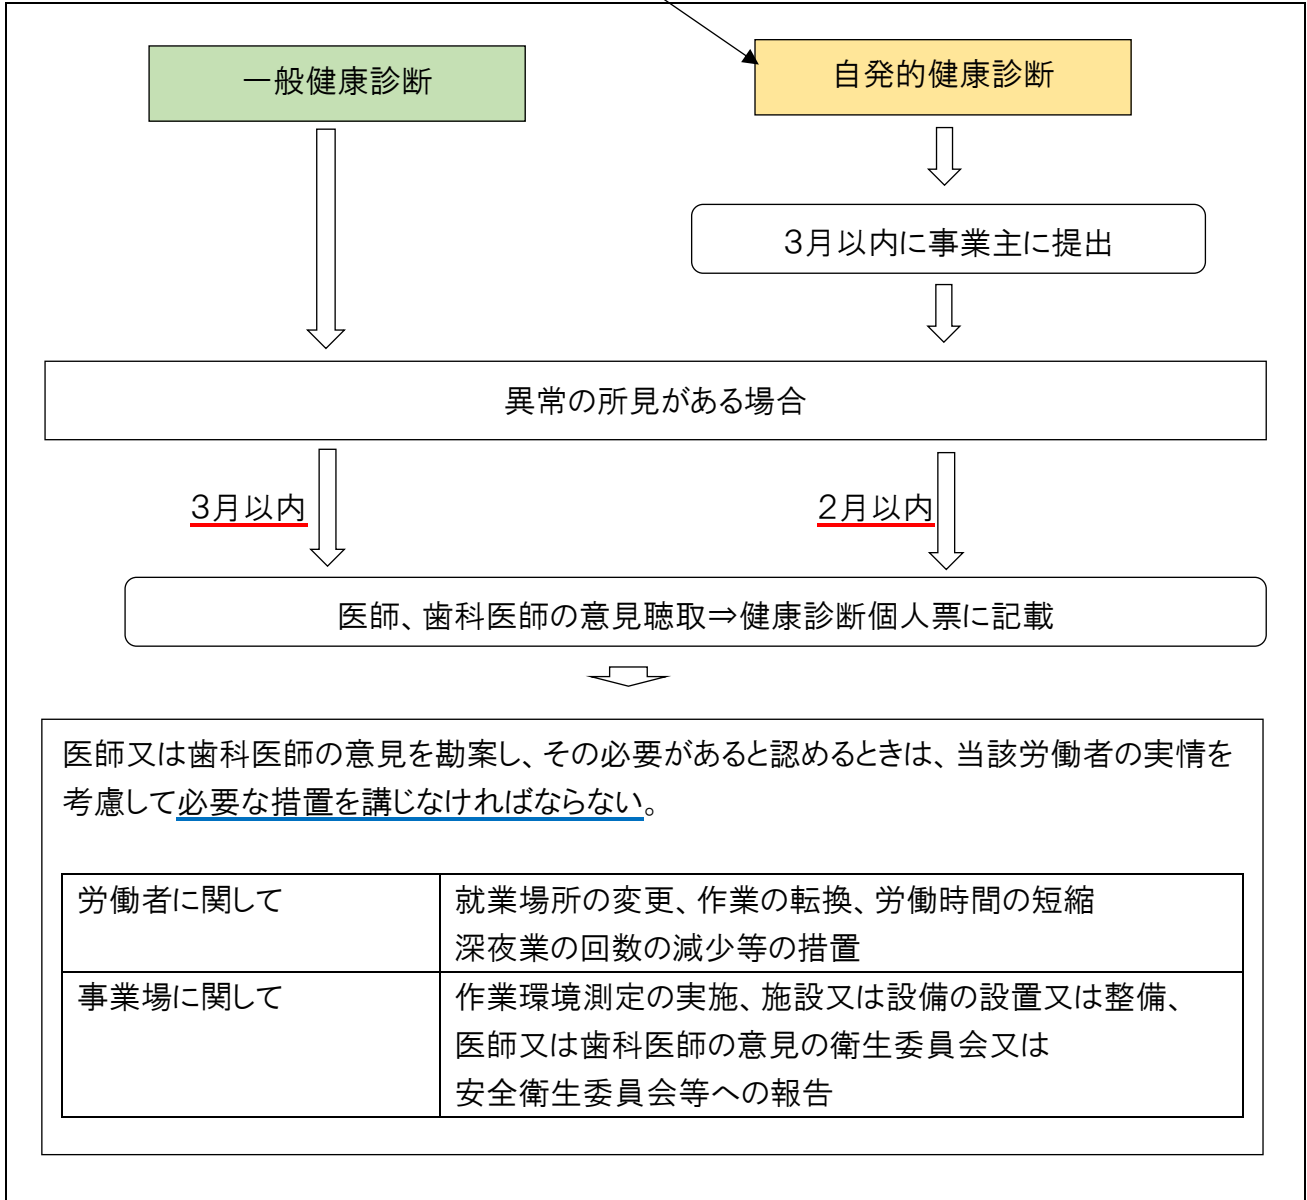 一般健康診断
自発的健康診断
3月以内に事業主に提出
異常の所見がある場合
3月以内
2月以内
医師、歯科医師の意見聴取⇒健康診断個人票に記載
医師又は歯科医師の意見を勘案し、その必要があると認めるときは、当該労働者の実情を
考慮して必要な措置を講じなければならない。
労働者に関して
就業場所の変更、作業の転換、労働時間の短縮
深夜業の回数の減少等の措置
事業場に関して
作業環境測定の実施、施設又は設備の設置又は整備、
医師又は歯科医師の意見の衛生委員会又は
安全衛生委員会等への報告